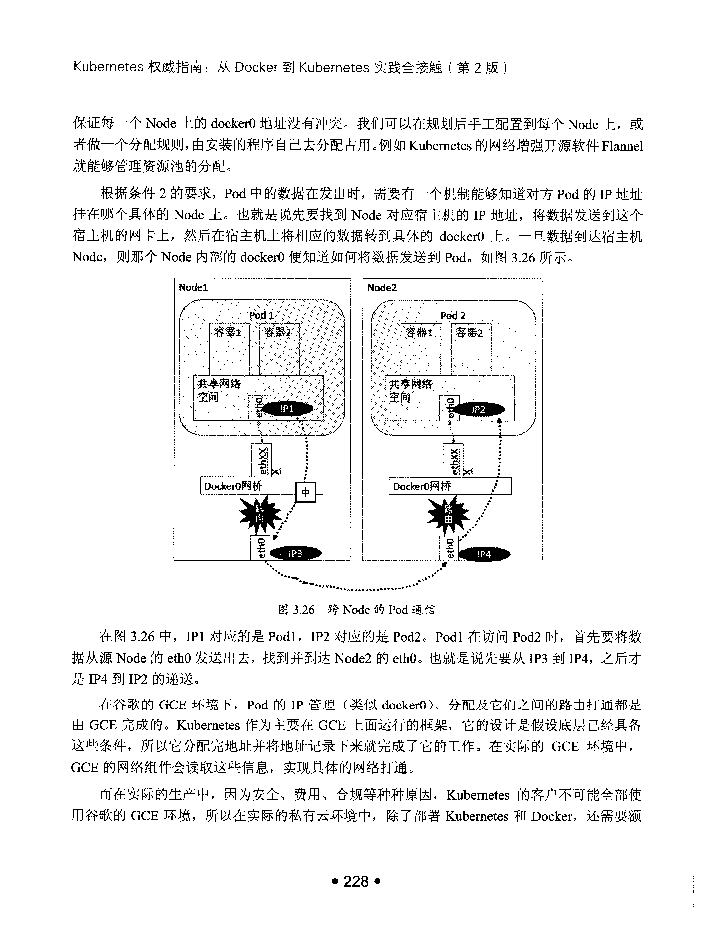 Kubernetes 权威指南：从 Docker 到 Kubernetes 实践全接触（第 2 版）
保证每一个 Node 上的 docker0 地址没有冲突。我们可以在规划后手工配置到每个 Node 上，或
者做一个分配规则，由安装的程序自己去分配占用。例如 Kubernetes 的网络增强开源软件 Flannel
就能够管理资源池的分配。
根据条件 2 的要求，Pod 中的数据在发出时，需要有一个机制能够知道对方 Pod 的 IP 地址
挂在哪个具体的 Node 上。也就是说先要找到 Node 对应宿主机的 IP 地址，将数据发送到这个
宿主机的网卡上，然后在宿主机上将相应的数据转到具体的 docker0 上。一旦数据到达宿主机
Node，则那个 Node 内部的 docker0 便知道如何将数据发送到 Pod。如图 3.26 所示。
Node1
Node2
Pod 1
Pod 2
容器1
容器2
容器1
容器2
共享网络
空间
共享网络
空间
eth0
IP1
eth0
IP2
ethXX
ethXX
Docker0网桥
中
Docker0网桥
路由
路由
eth0
IP3
eth0
IP4
图 3.26 跨 Node 的 Pod 通信
在图 3.26 中，IP1 对应的是 Pod1，IP2 对应的是 Pod2。Pod1 在访问 Pod2 时，首先要将数
据从源 Node 的 eth0 发送出去，找到并到达 Node2 的 eth0。也就是说先要从 IP3 到 IP4，之后才
是 IP4 到 IP2 的递送。
在谷歌的 GCE 环境下，Pod 的 IP 管理（类似 docker0）、分配及它们之间的路由打通都是
由 GCE 完成的。Kubernetes 作为主要在 GCE 上面运行的框架，它的设计是假设底层已经具备
这些条件，所以它分配完地址并将地址记录下来就完成了它的工作。在实际的 GCE 环境中，
GCE 的网络组件会读取这些信息，实现具体的网络打通。
而在实际的生产中，因为安全、费用、合规等种种原因，Kubernetes 的客户不可能全部使
用谷歌的 GCE 环境，所以在实际的私有云环境中，除了部署 Kubernetes 和 Docker，还需要额
• 228 •